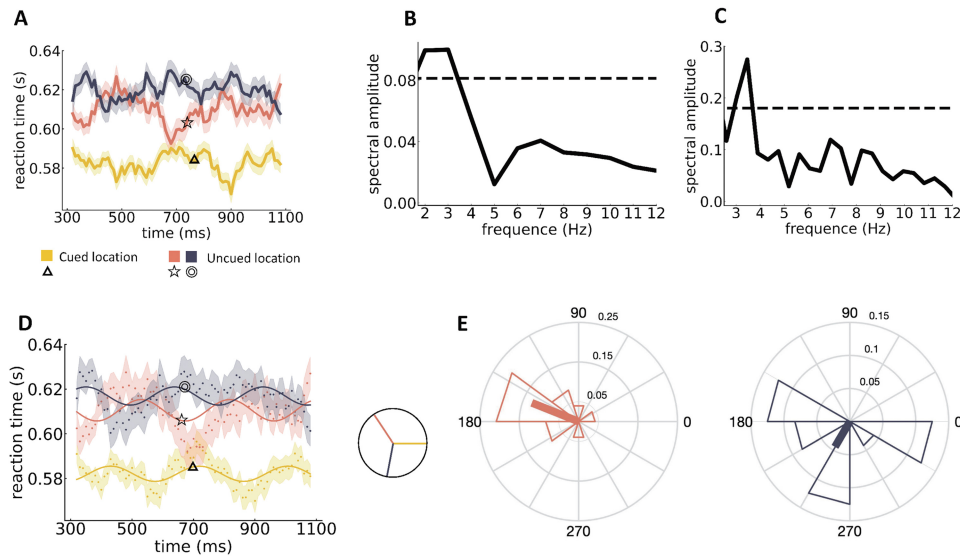 A
0.64
0.62
0.60
0.58
reaction time (s)
300 500 700 900 1100
time (ms)
Cued location
Uncued location
B
0.08
0.04
0.00
spectral amplitude
2 3 4 5 6 7 8 9 10 11 12
frequence (Hz)
C
0.3
0.2
0.1
0.0
spectral amplitude
3 4 5 6 7 8 9 10 11 12
frequence (Hz)
D
0.64
0.62
0.60
0.58
reaction time (s)
300 500 700 900 1100
time (ms)
E
90
0.25
0.15
0.05
180
0
270
90
0.15
0.1
0.05
180
0
270